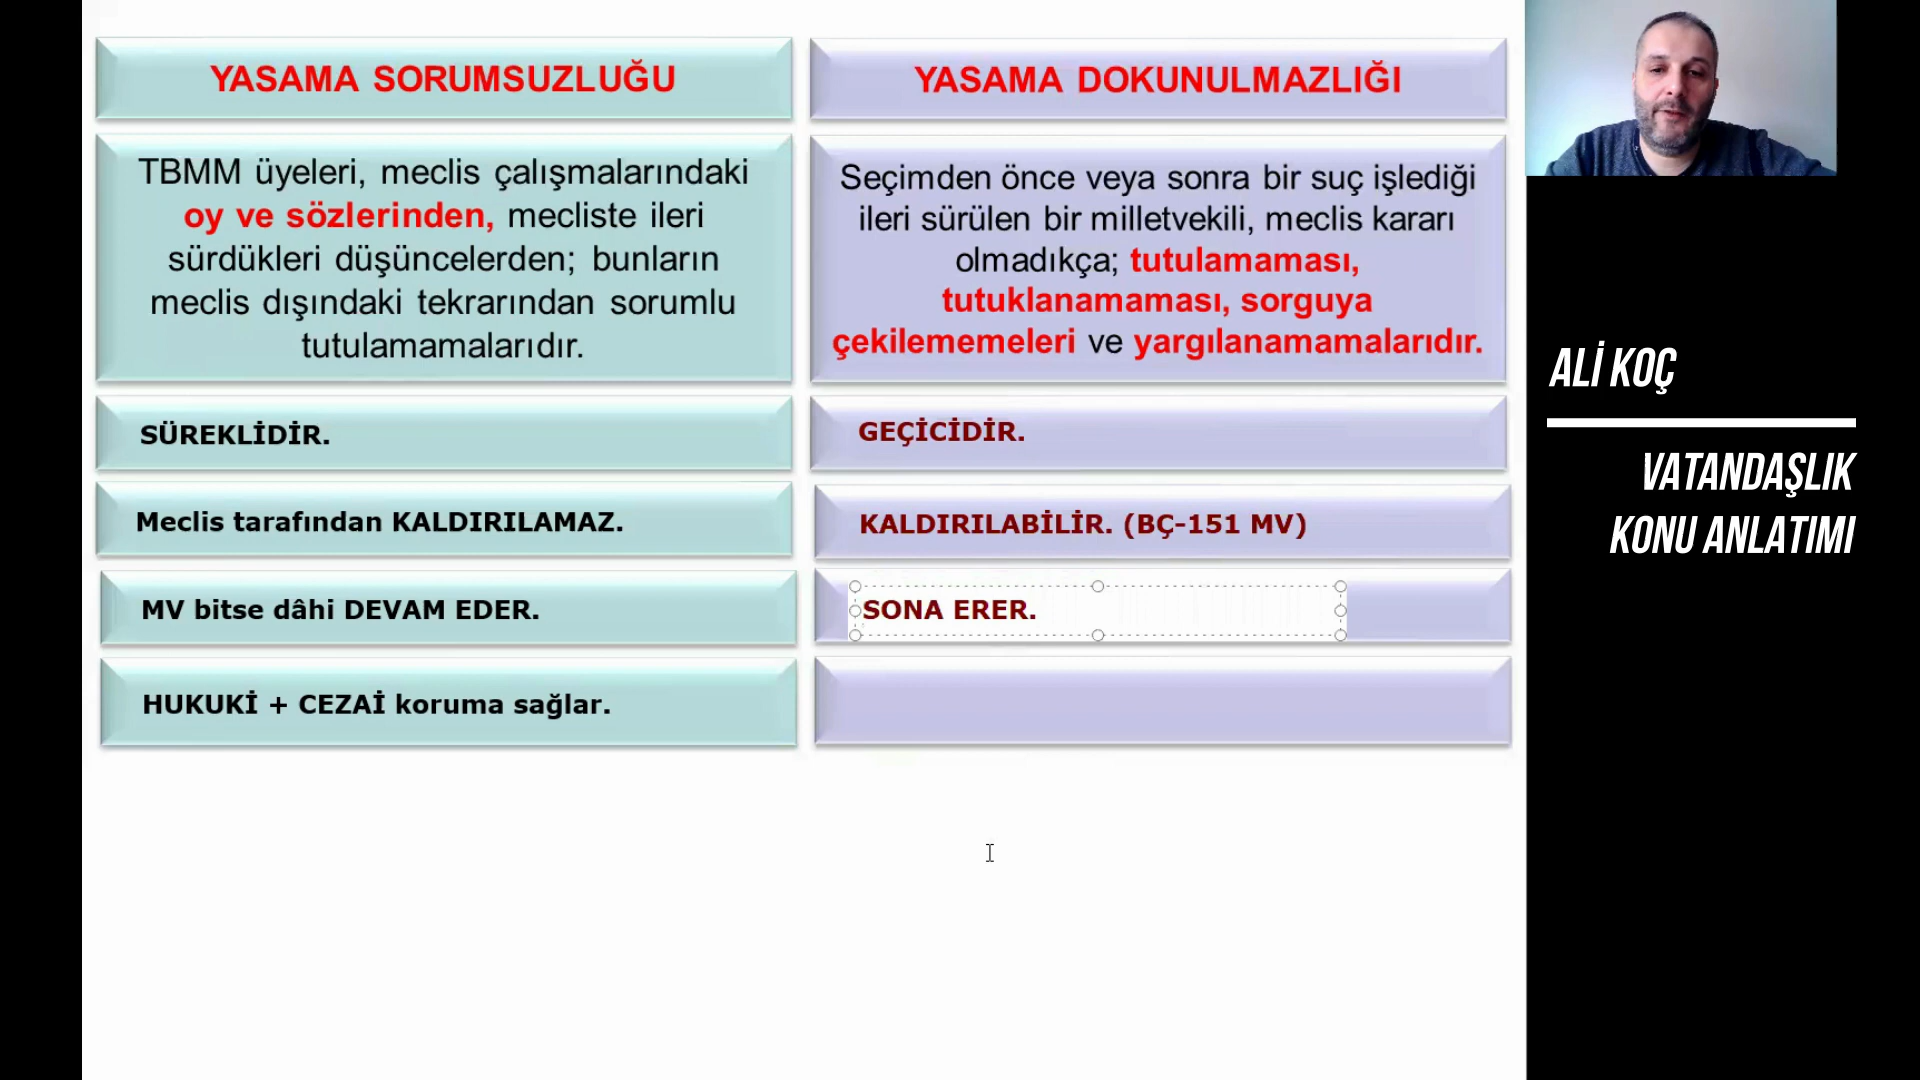 YASAMA SORUMSUZLUĞU
TBMM üyeleri, meclis çalışmalarındaki
oy ve sözlerinden, mecliste ileri
sürdükleri düşüncelerden; bunların
meclis dışındaki tekrarından sorumlu
tutulamamalarıdır.
SÜREKLİDİR.
Meclis tarafından KALDIRILAMAZ.
MV bitse dâhi DEVAM EDER.
HUKUKİ + CEZAİ koruma sağlar.
YASAMA DOKUNULMAZLIĞI
Seçimden önce veya sonra bir suç işlediği
ileri sürülen bir milletvekili, meclis kararı
olmadıkça; tutulamaması,
tutuklanamaması, sorguya
çekilememeleri ve yargılanamamalarıdır.
GEÇİCİDİR.
KALDIRILABİLİR. (BÇ-151 MV)
SONA ERER.
ALİ KOÇ
VATANDAŞLIK
KONU ANLATIMI